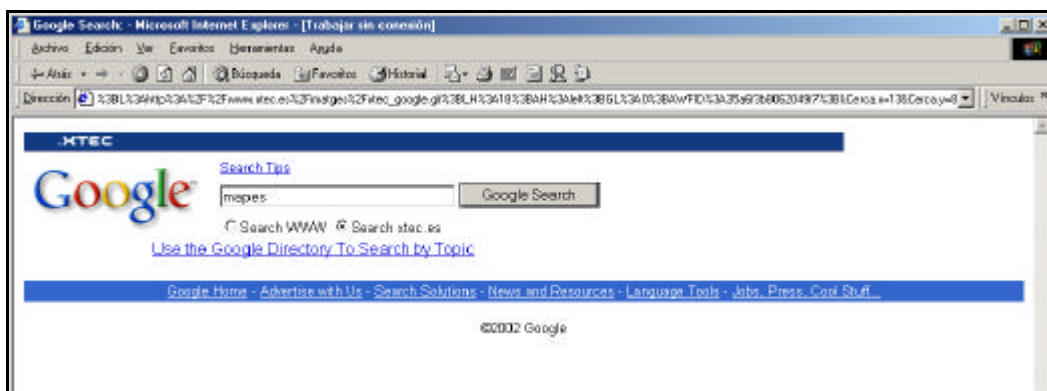 Google Search: - Microsoft Internet Explorer - [Trabajar sin conexión]
Archivo Edición Ver Favoritos Herramientas Ayuda
Atrás Búsqueda Favoritos Historial
Dirección Vínculos
.XTEC
Google
Search Tips
mapes Google Search
Search WWW Search xtec.es
Use the Google Directory To Search by Topic
Google Home - Advertise with Us - Search Solutions - News and Resources - Language Tools - Jobs, Press, Cool Stuff...
©2002 Google